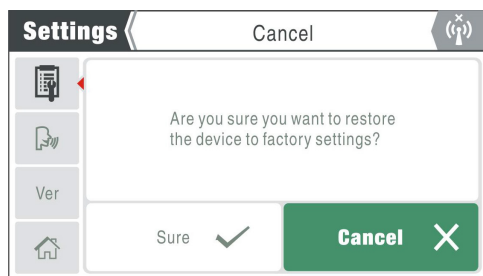 Settings
Cancel
Are you sure you want to restore
the device to factory settings?
Ver
Sure
Cancel